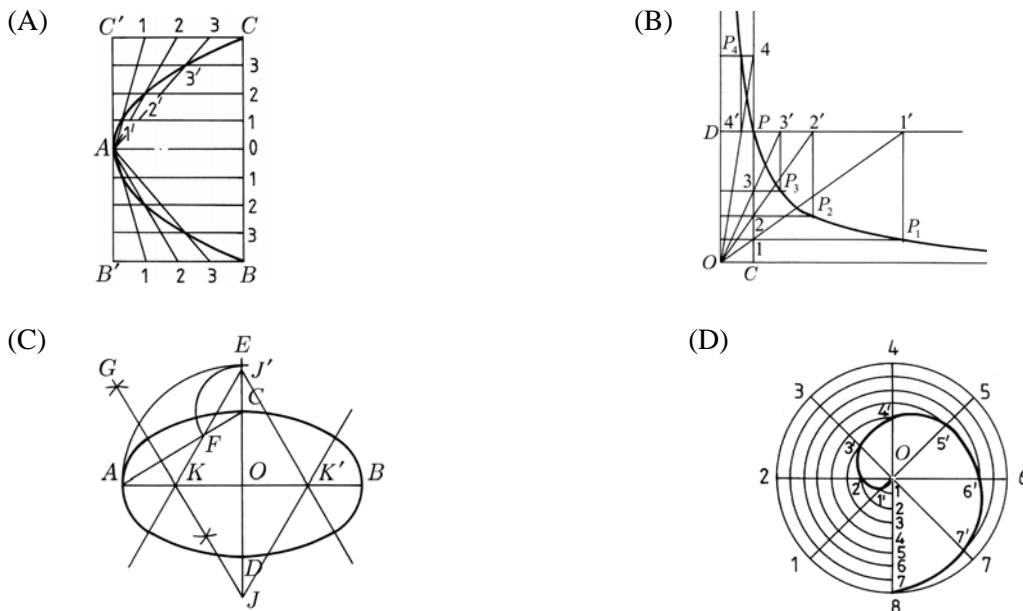 (A)
C′ 1 2 3 C
3
3′
2
2′
1
1′
A 0
1
2
3
B′ 1 2 3 B
(B)
P₄ 4
D 4′ P 3′ 2′ 1′
3 P₃
P₂
2
P₁
1
O C
(C)
E
G J′
C
F
A K O K′ B
D
J
(D)
4
3 5
4′
3′ O 5′
2 2′ 6′ 6
1′ 1
2
3
4 7′
5
1 6 7
7
8